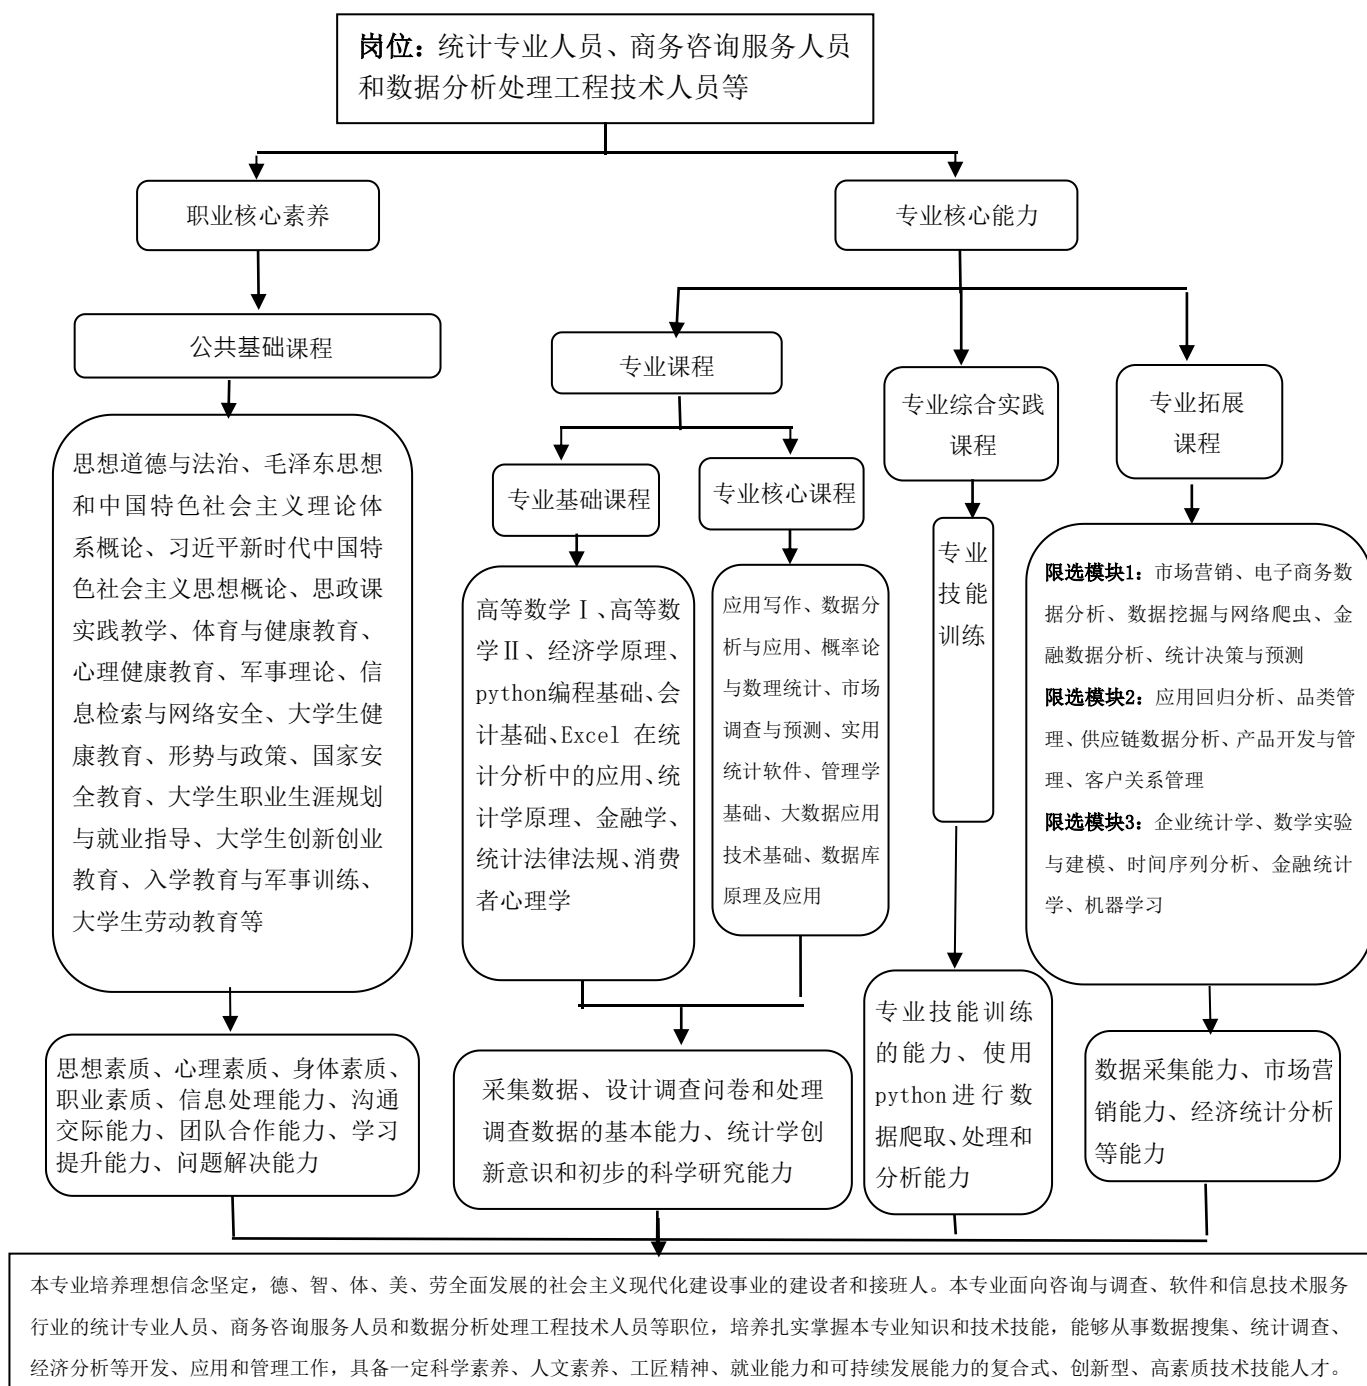 岗位：统计专业人员、商务咨询服务人员
和数据分析处理工程技术人员等
职业核心素养
专业核心能力
公共基础课程
专业课程
专业综合实践
课程
专业拓展
课程
思想道德与法治、毛泽东思想
和中国特色社会主义理论体
系概论、习近平新时代中国特
色社会主义思想概论、思政课
实践教学、体育与健康教育、
心理健康教育、军事理论、信
息检索与网络安全、大学生健
康教育、形势与政策、国家安
全教育、大学生职业生涯规划
与就业指导、大学生创新创业
教育、入学教育与军事训练、
大学生劳动教育等
专业基础课程
专业核心课程
高等数学Ⅰ、高等数
学Ⅱ、经济学原理、
python编程基础、会
计基础、Excel 在统
计分析中的应用、统
计学原理、金融学、
统计法律法规、消费
者心理学
应用写作、数据分
析与应用、概率论
与数理统计、市场
调查与预测、实用
统计软件、管理学
基础、大数据应用
技术基础、数据库
原理及应用
专业
技能
训练
限选模块1：市场营销、电子商务数
据分析、数据挖掘与网络爬虫、金
融数据分析、统计决策与预测
限选模块2：应用回归分析、品类管
理、供应链数据分析、产品开发与管
理、客户关系管理
限选模块3：企业统计学、数学实验
与建模、时间序列分析、金融统计
学、机器学习
思想素质、心理素质、身体素质、
职业素质、信息处理能力、沟通
交际能力、团队合作能力、学习
提升能力、问题解决能力
采集数据、设计调查问卷和处理
调查数据的基本能力、统计学创
新意识和初步的科学研究能力
专业技能训练
的能力、使用
python进行数
据爬取、处理和
分析能力
数据采集能力、市场营
销能力、经济统计分析
等能力
本专业培养理想信念坚定，德、智、体、美、劳全面发展的社会主义现代化建设事业的建设者和接班人。本专业面向咨询与调查、软件和信息技术服务
行业的统计专业人员、商务咨询服务人员和数据分析处理工程技术人员等职位，培养扎实掌握本专业知识和技术技能，能够从事数据搜集、统计调查、
经济分析等开发、应用和管理工作，具备一定科学素养、人文素养、工匠精神、就业能力和可持续发展能力的复合式、创新型、高素质技术技能人才。